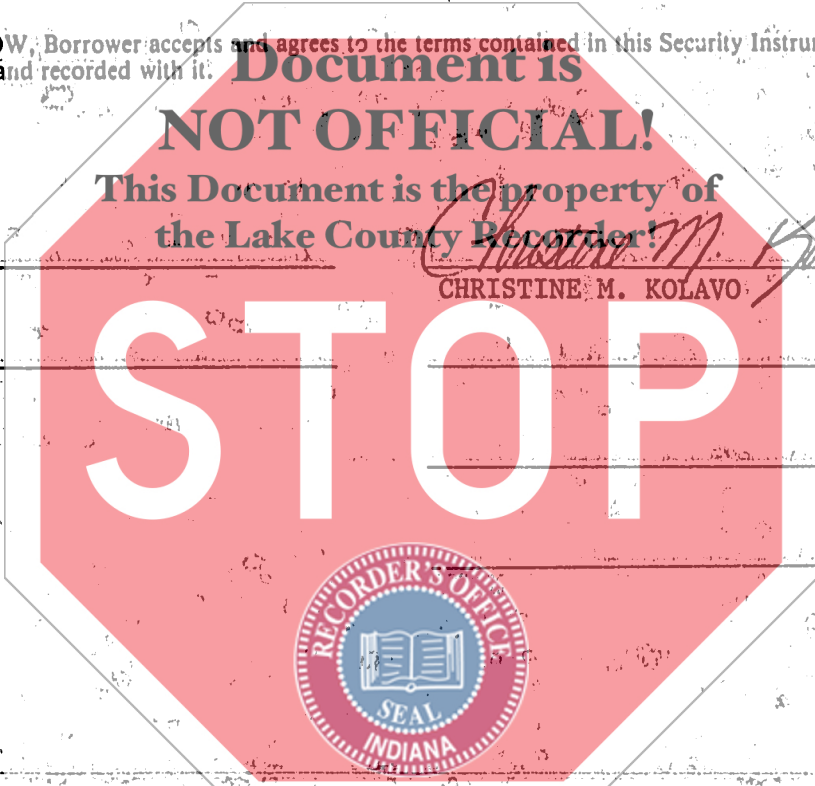 W, Borrower accepts and agrees to the terms contained in this Security Instru
and recorded with it.
Document is
NOT OFFICIAL!
This Document is the property of
the Lake County Recorder!
Christine M.
CHRISTINE M. KOLAVO
STOP
RECORDER'S OFFICE
SEAL
INDIANA